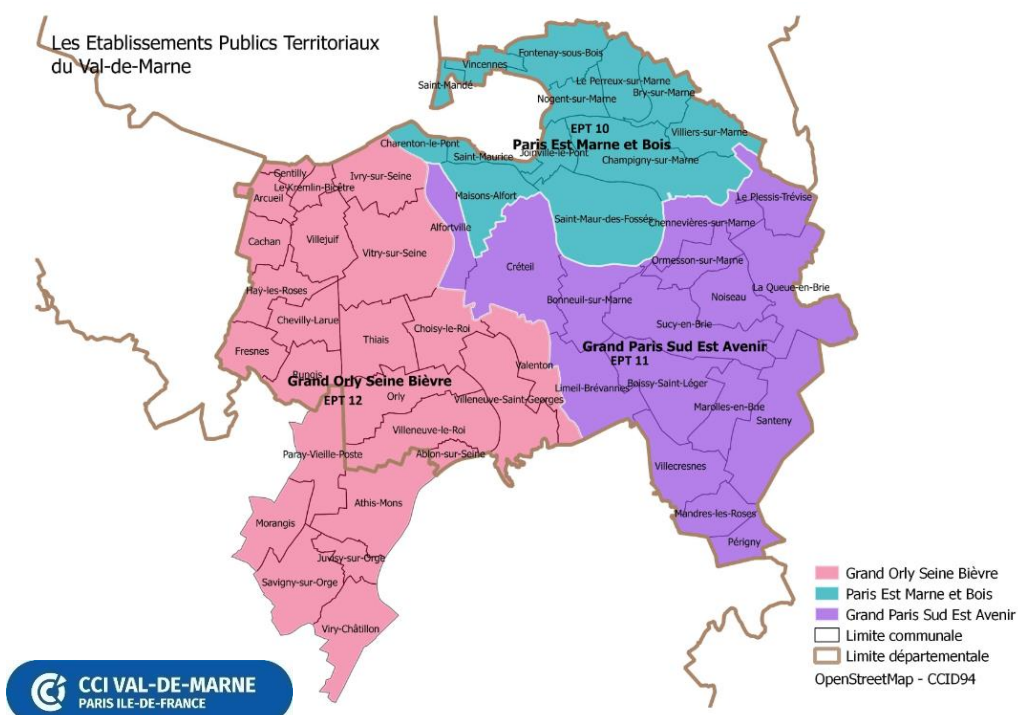 Les Etablissements Publics Territoriaux
du Val-de-Marne
Fontenay-sous-Bois
Vincennes
Saint-Mandé
Le Perreux-sur-Marne
Bry-sur-Marne
Nogent-sur-Marne
EPT 10
Paris Est Marne et Bois
Villiers-sur-Marne
Charenton-le-Pont
Saint-Maurice
Joinville-le-Pont
Champigny-sur-Marne
Gentilly
Le Kremlin-Bicêtre
Ivry-sur-Seine
Arcueil
Maisons-Alfort
Le Plessis-Trévise
Saint-Maur-des-Fossés
Chennevières-sur-Marne
Alfortville
Cachan
Villejuif
Vitry-sur-Seine
Créteil
Ormesson-sur-Marne
Haÿ-les-Roses
Bonneuil-sur-Marne
Noiseau
La Queue-en-Brie
Chevilly-Larue
Choisy-le-Roi
Sucy-en-Brie
Thiais
Grand Paris Sud Est Avenir
EPT 11
Fresnes
Valenton
Rungis
Grand Orly Seine Bièvre
EPT 12
Orly
Limeil-Brévannes
Boissy-Saint-Léger
Villeneuve-Saint-Georges
Marolles-en-Brie
Santeny
Villeneuve-le-Roi
Paray-Vieille-Poste
Ablon-sur-Seine
Villecresnes
Athis-Mons
Mandres-les-Roses
Morangis
Périgny
Juvisy-sur-Orge
Savigny-sur-Orge
Viry-Châtillon
Grand Orly Seine Bièvre
Paris Est Marne et Bois
Grand Paris Sud Est Avenir
Limite communale
Limite départementale
OpenStreetMap - CCID94
CCI VAL-DE-MARNE
PARIS ILE-DE-FRANCE